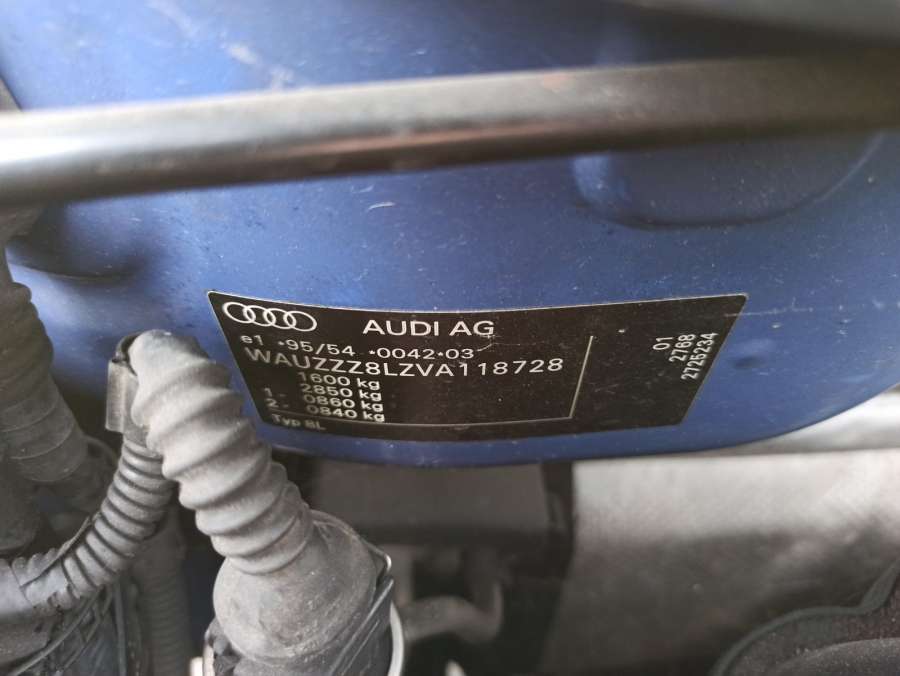 AUDI AG
e1 *95/54 *0042*03
WAUZZZ8LZVA118728
1600 kg
2850 kg
1. 0860 kg
2. 0840 kg
Typ 8L
01
2768
2725234